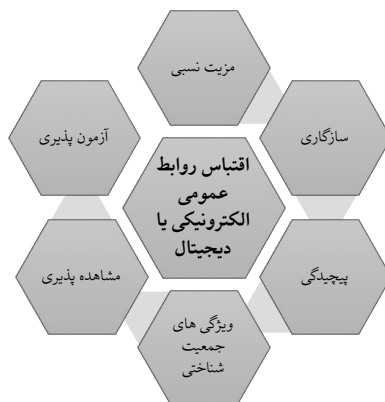 مزیت نسبی
سازگاری
پیچیدگی
ویژگی های
جمعیت
شناختی
مشاهده پذیری
آزمون پذیری
اقتباس روابط
عمومی
الکترونیکی یا
دیجیتال